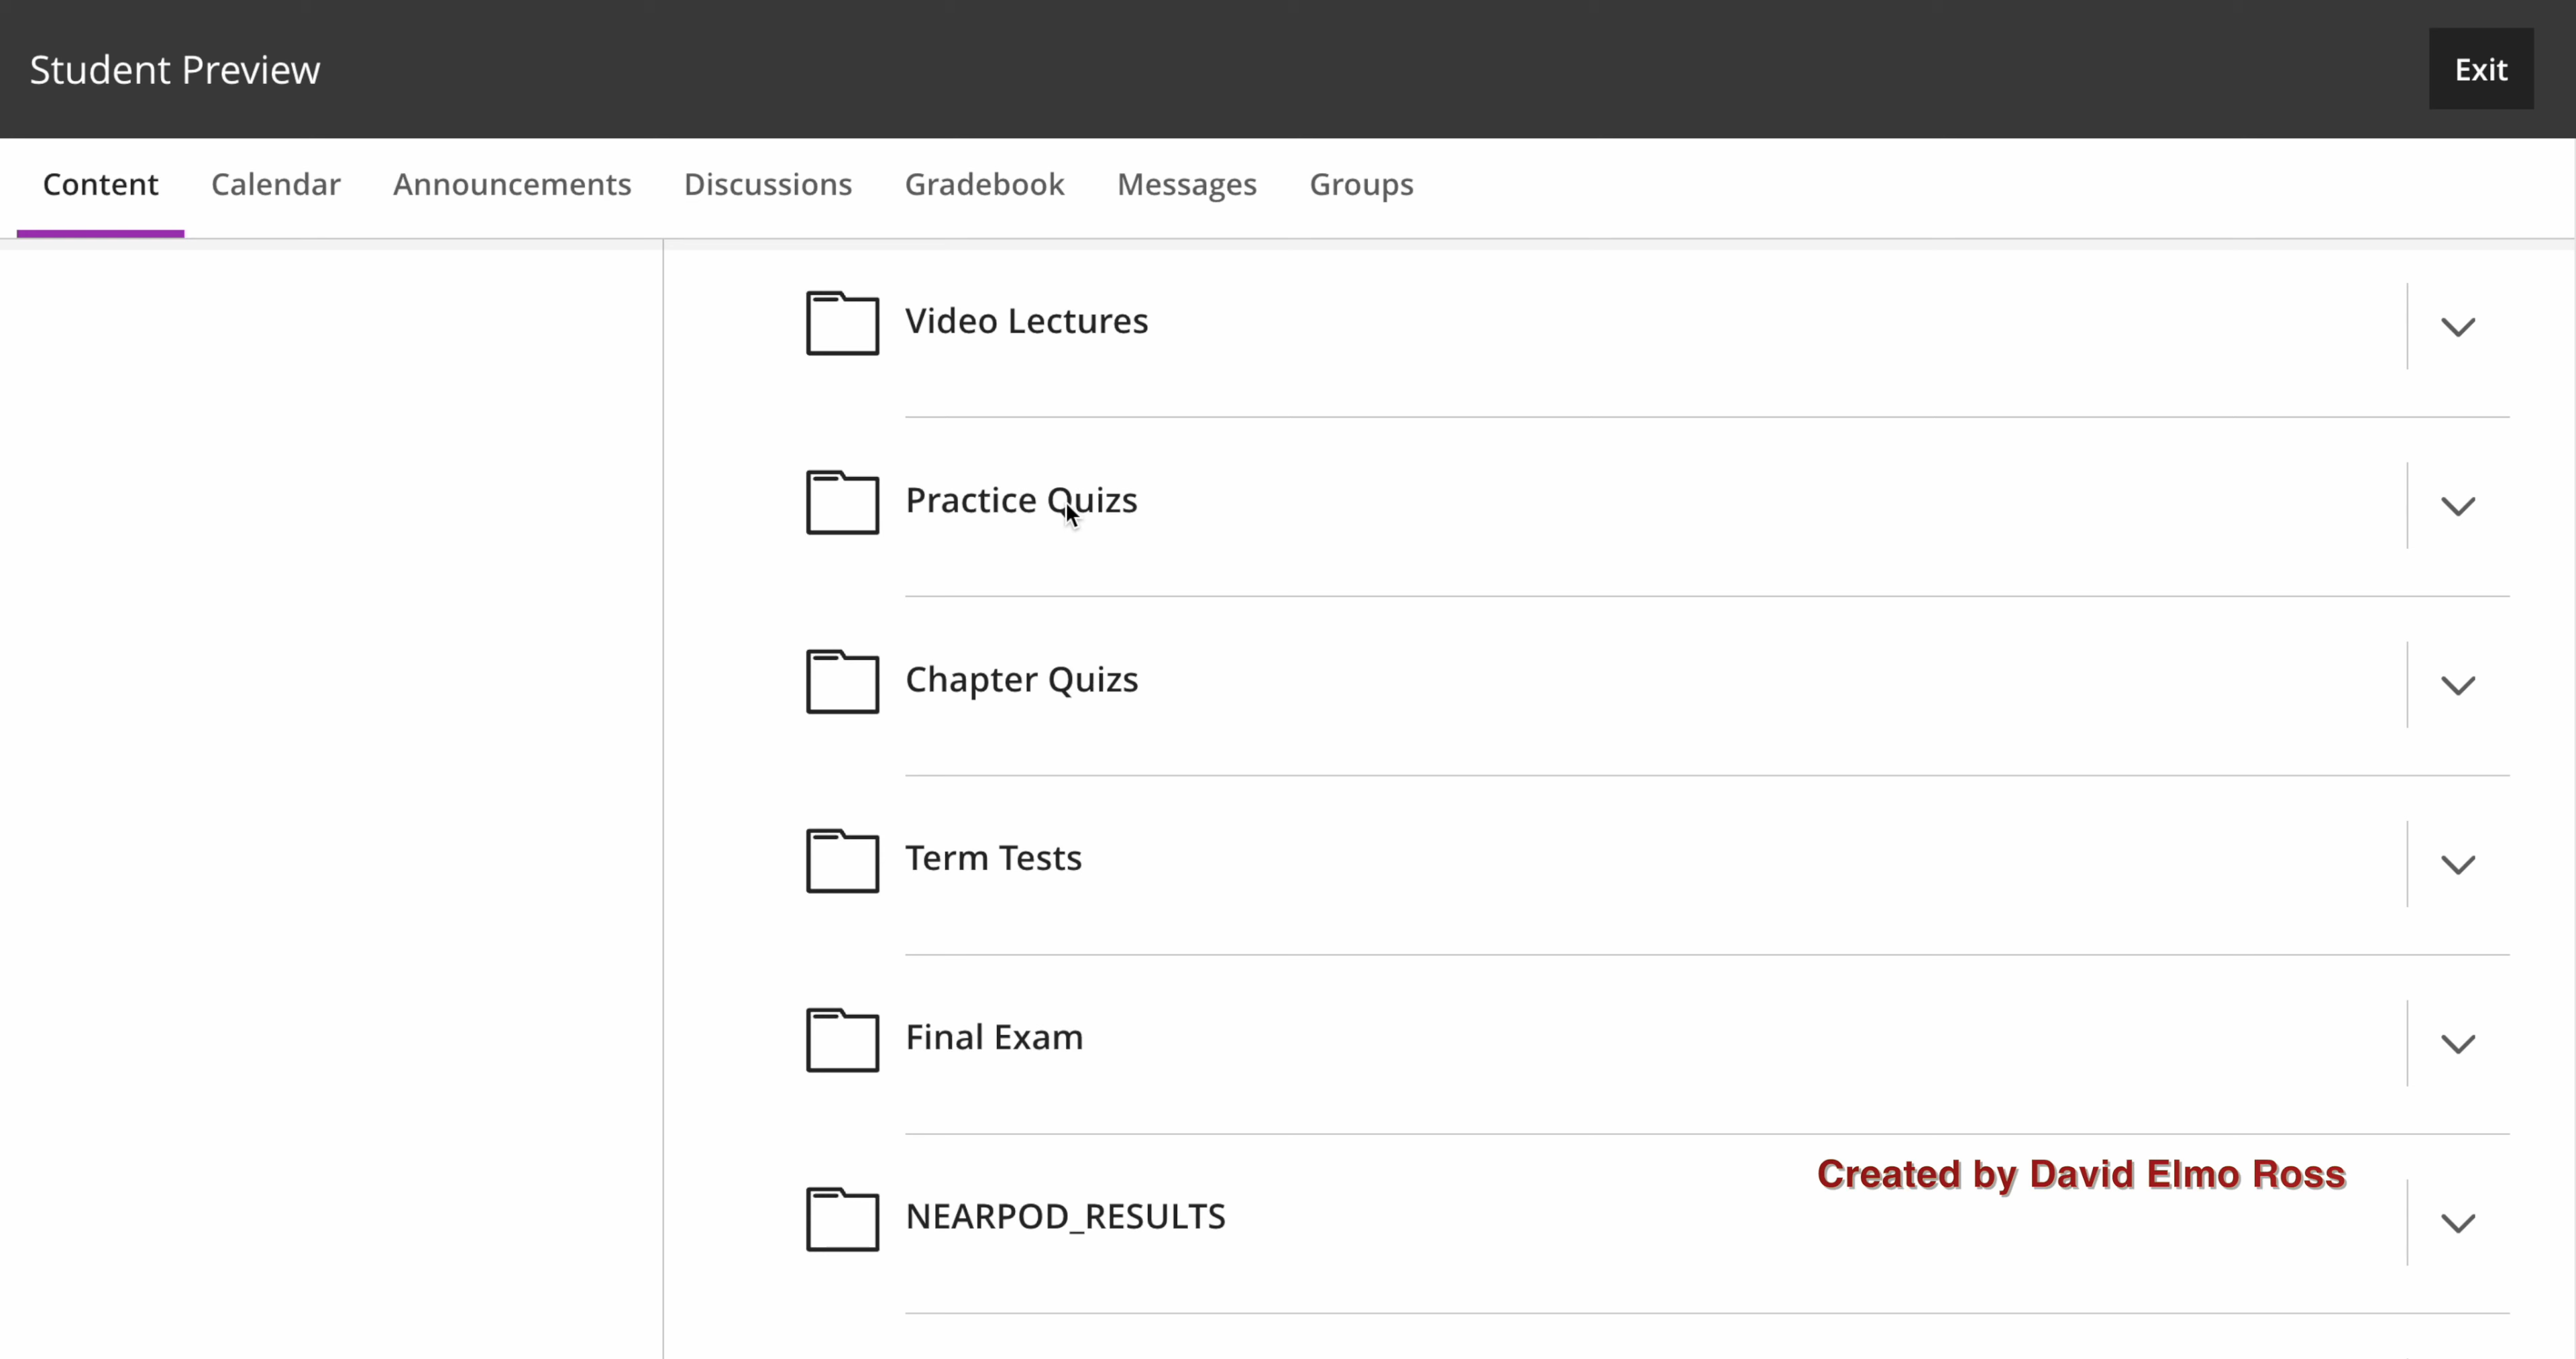 Student Preview
Exit
Content Calendar Announcements Discussions Gradebook Messages Groups
Video Lectures
Practice Quizs
Chapter Quizs
Term Tests
Final Exam
Created by David Elmo Ross
NEARPOD_RESULTS